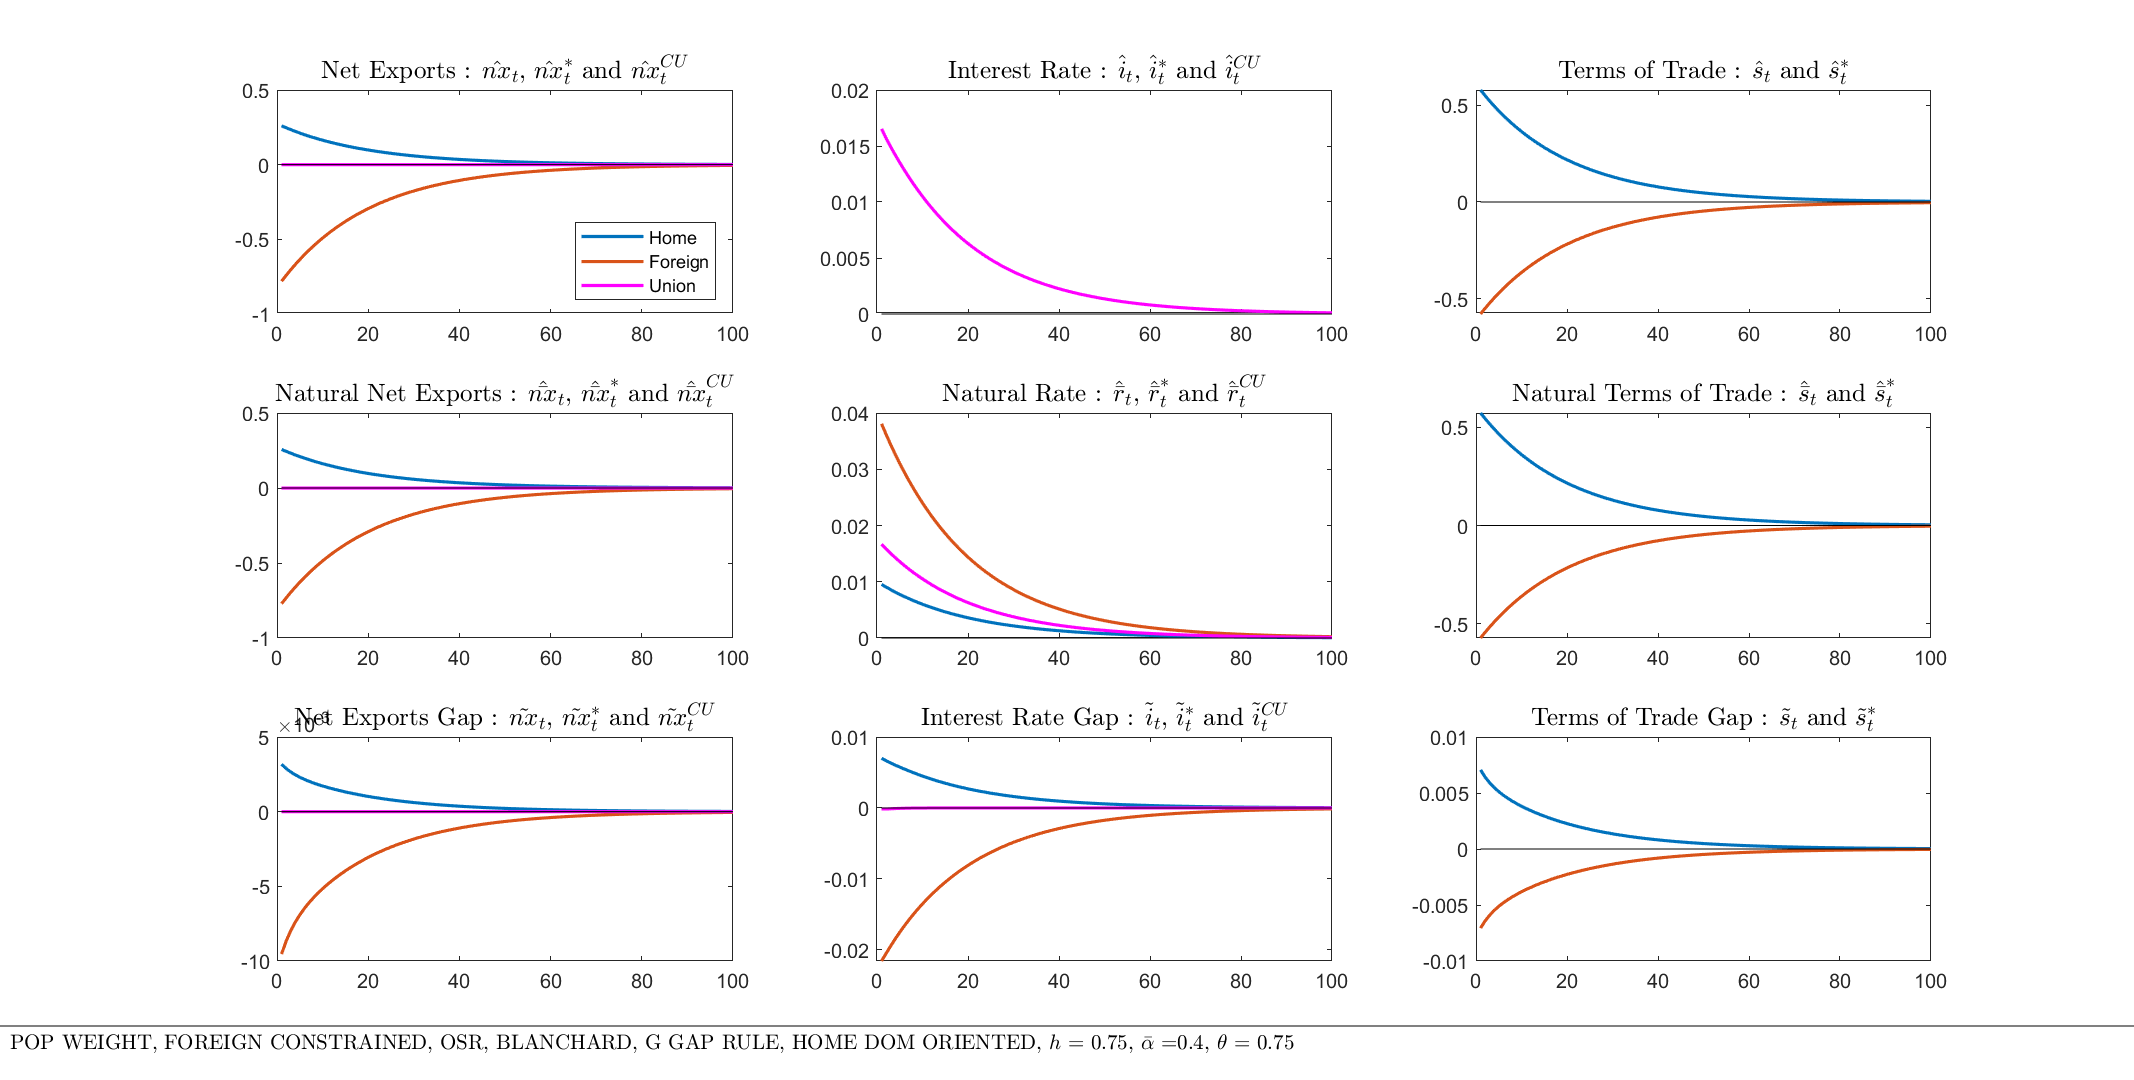 Net Exports : n̂x_t, n̂x_t^* and n̂x_t^{CU}
0.5
0
-0.5
-1
0 20 40 60 80 100
Home
Foreign
Union
Interest Rate : î_t, î_t^* and î_t^{CU}
0.02
0.015
0.01
0.005
0
0 20 40 60 80 100
Terms of Trade : ŝ_t and ŝ_t^*
0.5
0
-0.5
0 20 40 60 80 100
Natural Net Exports : n̄̂x_t, n̄̂x_t^* and n̄̂x_t^{CU}
0.5
0
-0.5
-1
0 20 40 60 80 100
Natural Rate : r̄̂_t, r̄̂_t^* and r̄̂_t^{CU}
0.04
0.03
0.02
0.01
0
0 20 40 60 80 100
Natural Terms of Trade : s̄̂_t and s̄̂_t^*
0.5
0
-0.5
0 20 40 60 80 100
Net Exports Gap : ñx_t, ñx_t^* and ñx_t^{CU}
5
0
-5
-10
0 20 40 60 80 100
Interest Rate Gap : ĩ_t, ĩ_t^* and ĩ_t^{CU}
0.01
0
-0.01
-0.02
0 20 40 60 80 100
Terms of Trade Gap : s̃_t and s̃_t^*
0.01
0.005
0
-0.005
-0.01
0 20 40 60 80 100
POP WEIGHT, FOREIGN CONSTRAINED, OSR, BLANCHARD, G GAP RULE, HOME DOM ORIENTED, h = 0.75, ᾱ =0.4, θ = 0.75